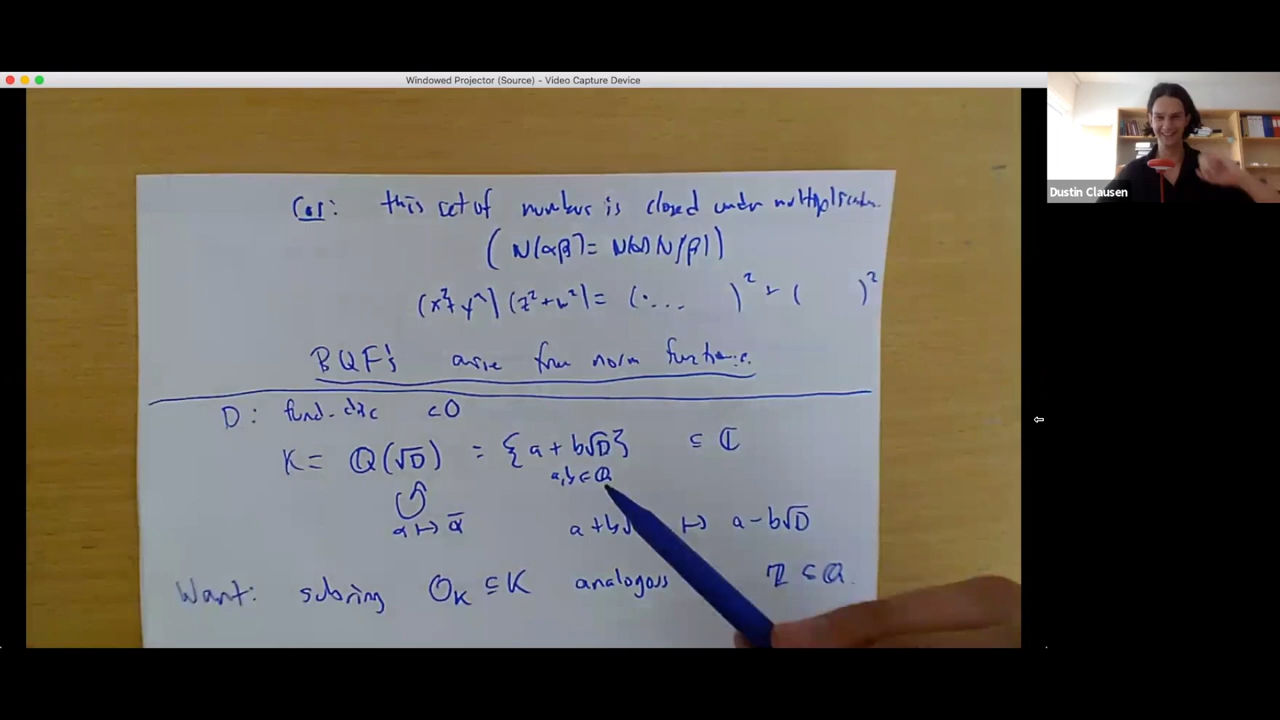 Windowed Projector (Source) - Video Capture Device
Dustin Clausen
Cor: this set of numbers is closed under multiplication.
(N(αβ) = N(α) N(β))
(x²+y²)(z²+w²) = (.... )² + ( )²
BQF's arise from norm functions.
D: fund. disc <0
K = Q(√D) = {a + b√D} ⊆ ℂ
a,b ∈ Q
α ↦ ᾱ a + b√ ↦ a - b√D
Want: subring O_K ⊆ K analogous ℤ ⊆ Q.